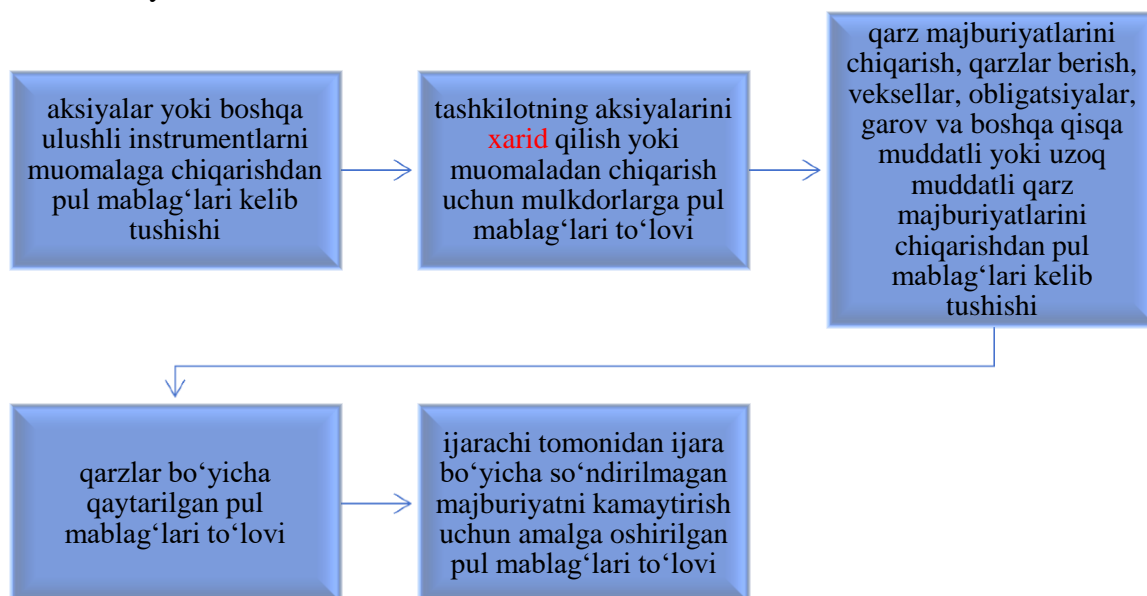 aksiyalar yoki boshqa
ulushli instrumentlarni
muomalaga chiqarishdan
pul mablag‘lari kelib
tushishi
tashkilotning aksiyalarini
xarid qilish yoki
muomaladan chiqarish
uchun mulkdorlarga pul
mablag‘lari to‘lovi
qarz majburiyatlarini
chiqarish, qarzlar berish,
veksellar, obligatsiyalar,
garov va boshqa qisqa
muddatli yoki uzoq
muddatli qarz
majburiyatlarini
chiqarishdan pul
mablag‘lari kelib
tushishi
qarzlar bo‘yicha
qaytarilgan pul
mablag‘lari to‘lovi
ijarachi tomonidan ijara
bo‘yicha so‘ndirilmagan
majburiyatni kamaytirish
uchun amalga oshirilgan
pul mablag‘lari to‘lovi